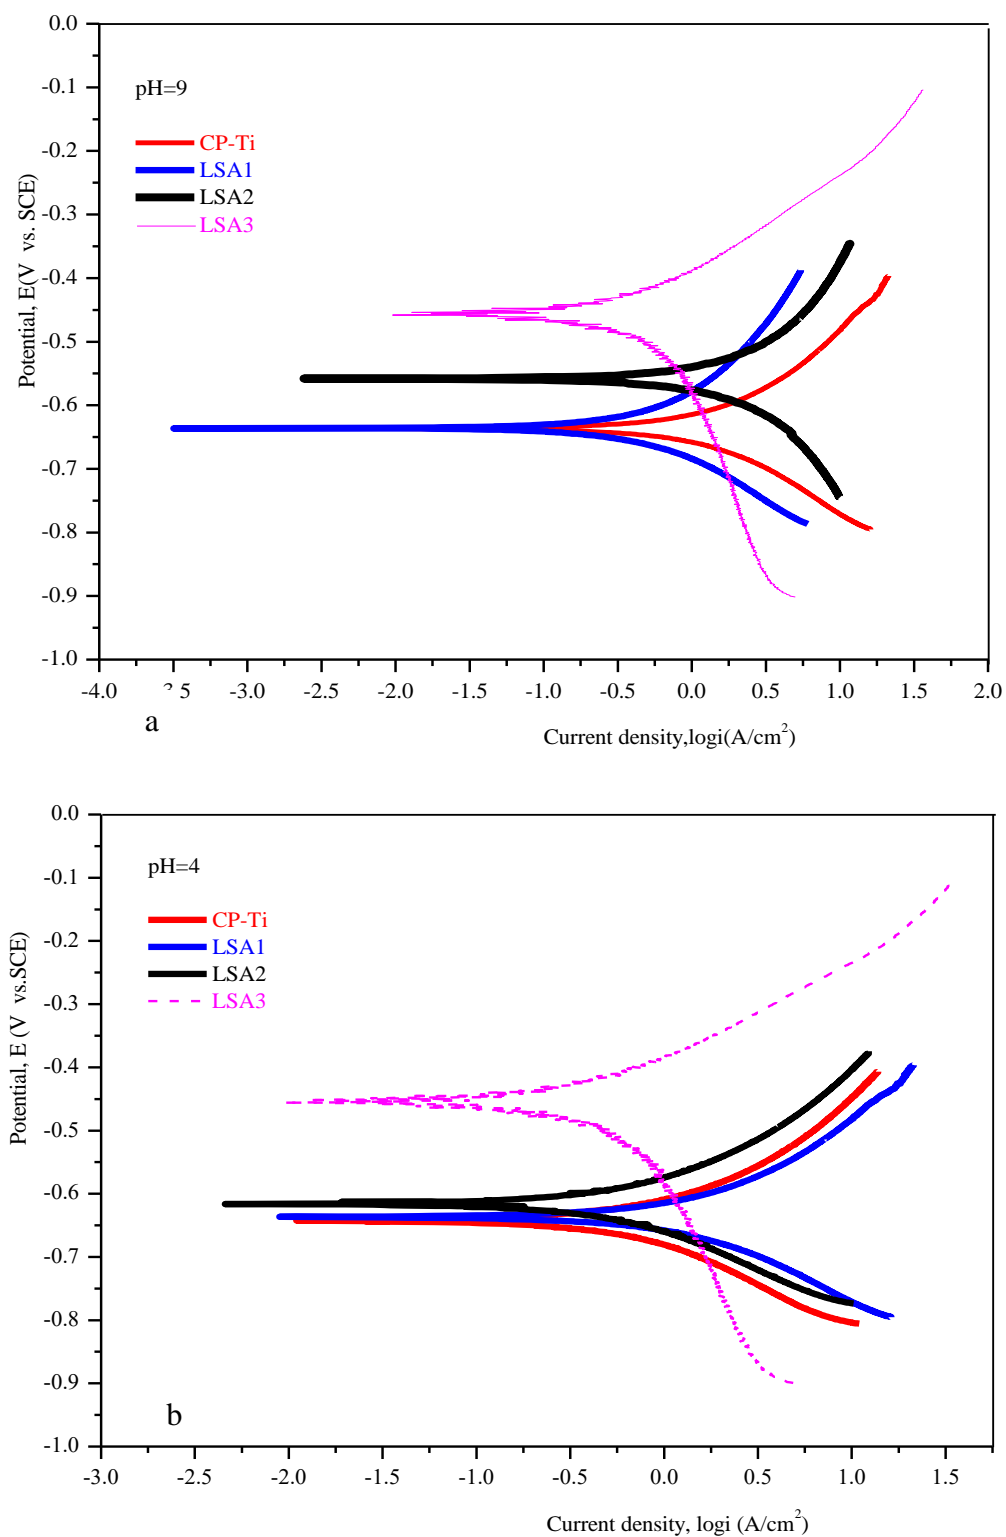 0.0
-0.1
-0.2
-0.3
-0.4
-0.5
-0.6
-0.7
-0.8
-0.9
-1.0
Potential, E(V vs. SCE)
pH=9
CP-Ti
LSA1
LSA2
LSA3
-4.0 3 5 -3.0 -2.5 -2.0 -1.5 -1.0 -0.5 0.0 0.5 1.0 1.5 2.0
a
Current density,logi(A/cm²)
0.0
-0.1
-0.2
-0.3
-0.4
-0.5
-0.6
-0.7
-0.8
-0.9
-1.0
Potential, E (V vs.SCE)
pH=4
CP-Ti
LSA1
LSA2
LSA3
b
-3.0 -2.5 -2.0 -1.5 -1.0 -0.5 0.0 0.5 1.0 1.5
Current density, logi (A/cm²)